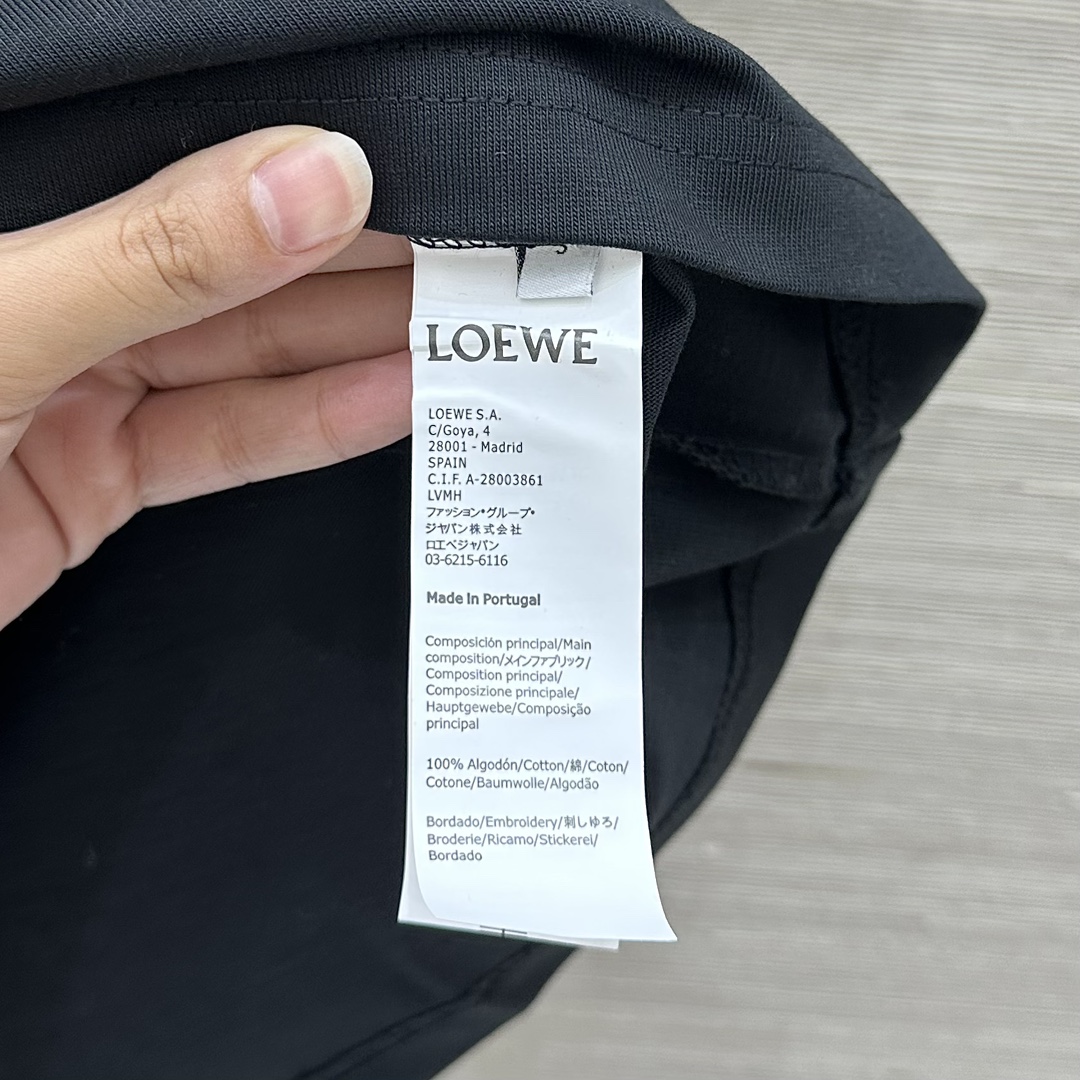 LOEWE
LOEWE S.A.
C/Goya, 4
28001 - Madrid
SPAIN
C.I.F. A-28003861
LVMH
ファッション•グループ•
ジャパン株式会社
ロエベジャパン
03-6215-6116
Made In Portugal
Composición principal/Main
composition/メインファブリック/
Composition principal/
Composizione principale/
Hauptgewebe/Composição
principal
100% Algodón/Cotton/綿/Coton/
Cotone/Baumwolle/Algodão
Bordado/Embroidery/刺しゆろ/
Broderie/Ricamo/Stickerei/
Bordado